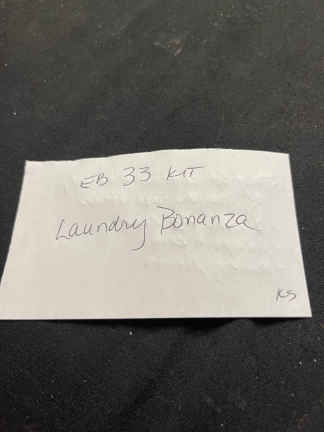 EB 33 KIT
Laundry Bonanza
KS